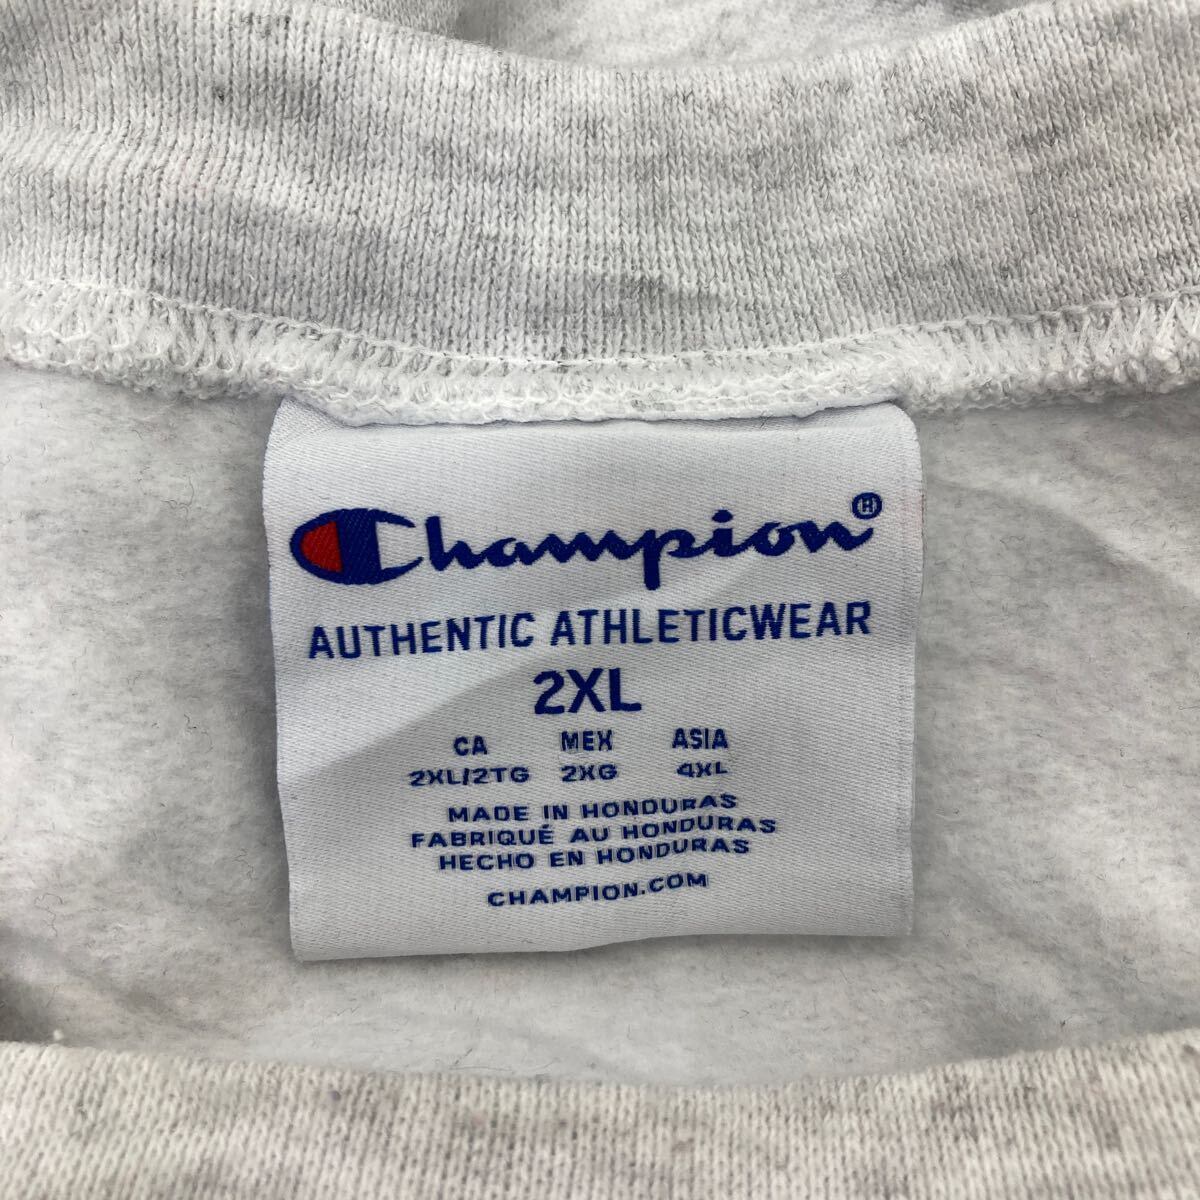 Champion®
AUTHENTIC ATHLETICWEAR
2XL
CA MEX ASIA
2XL/2TG 2XG 4XL
MADE IN HONDURAS
FABRIQUÉ AU HONDURAS
HECHO EN HONDURAS
CHAMPION.COM